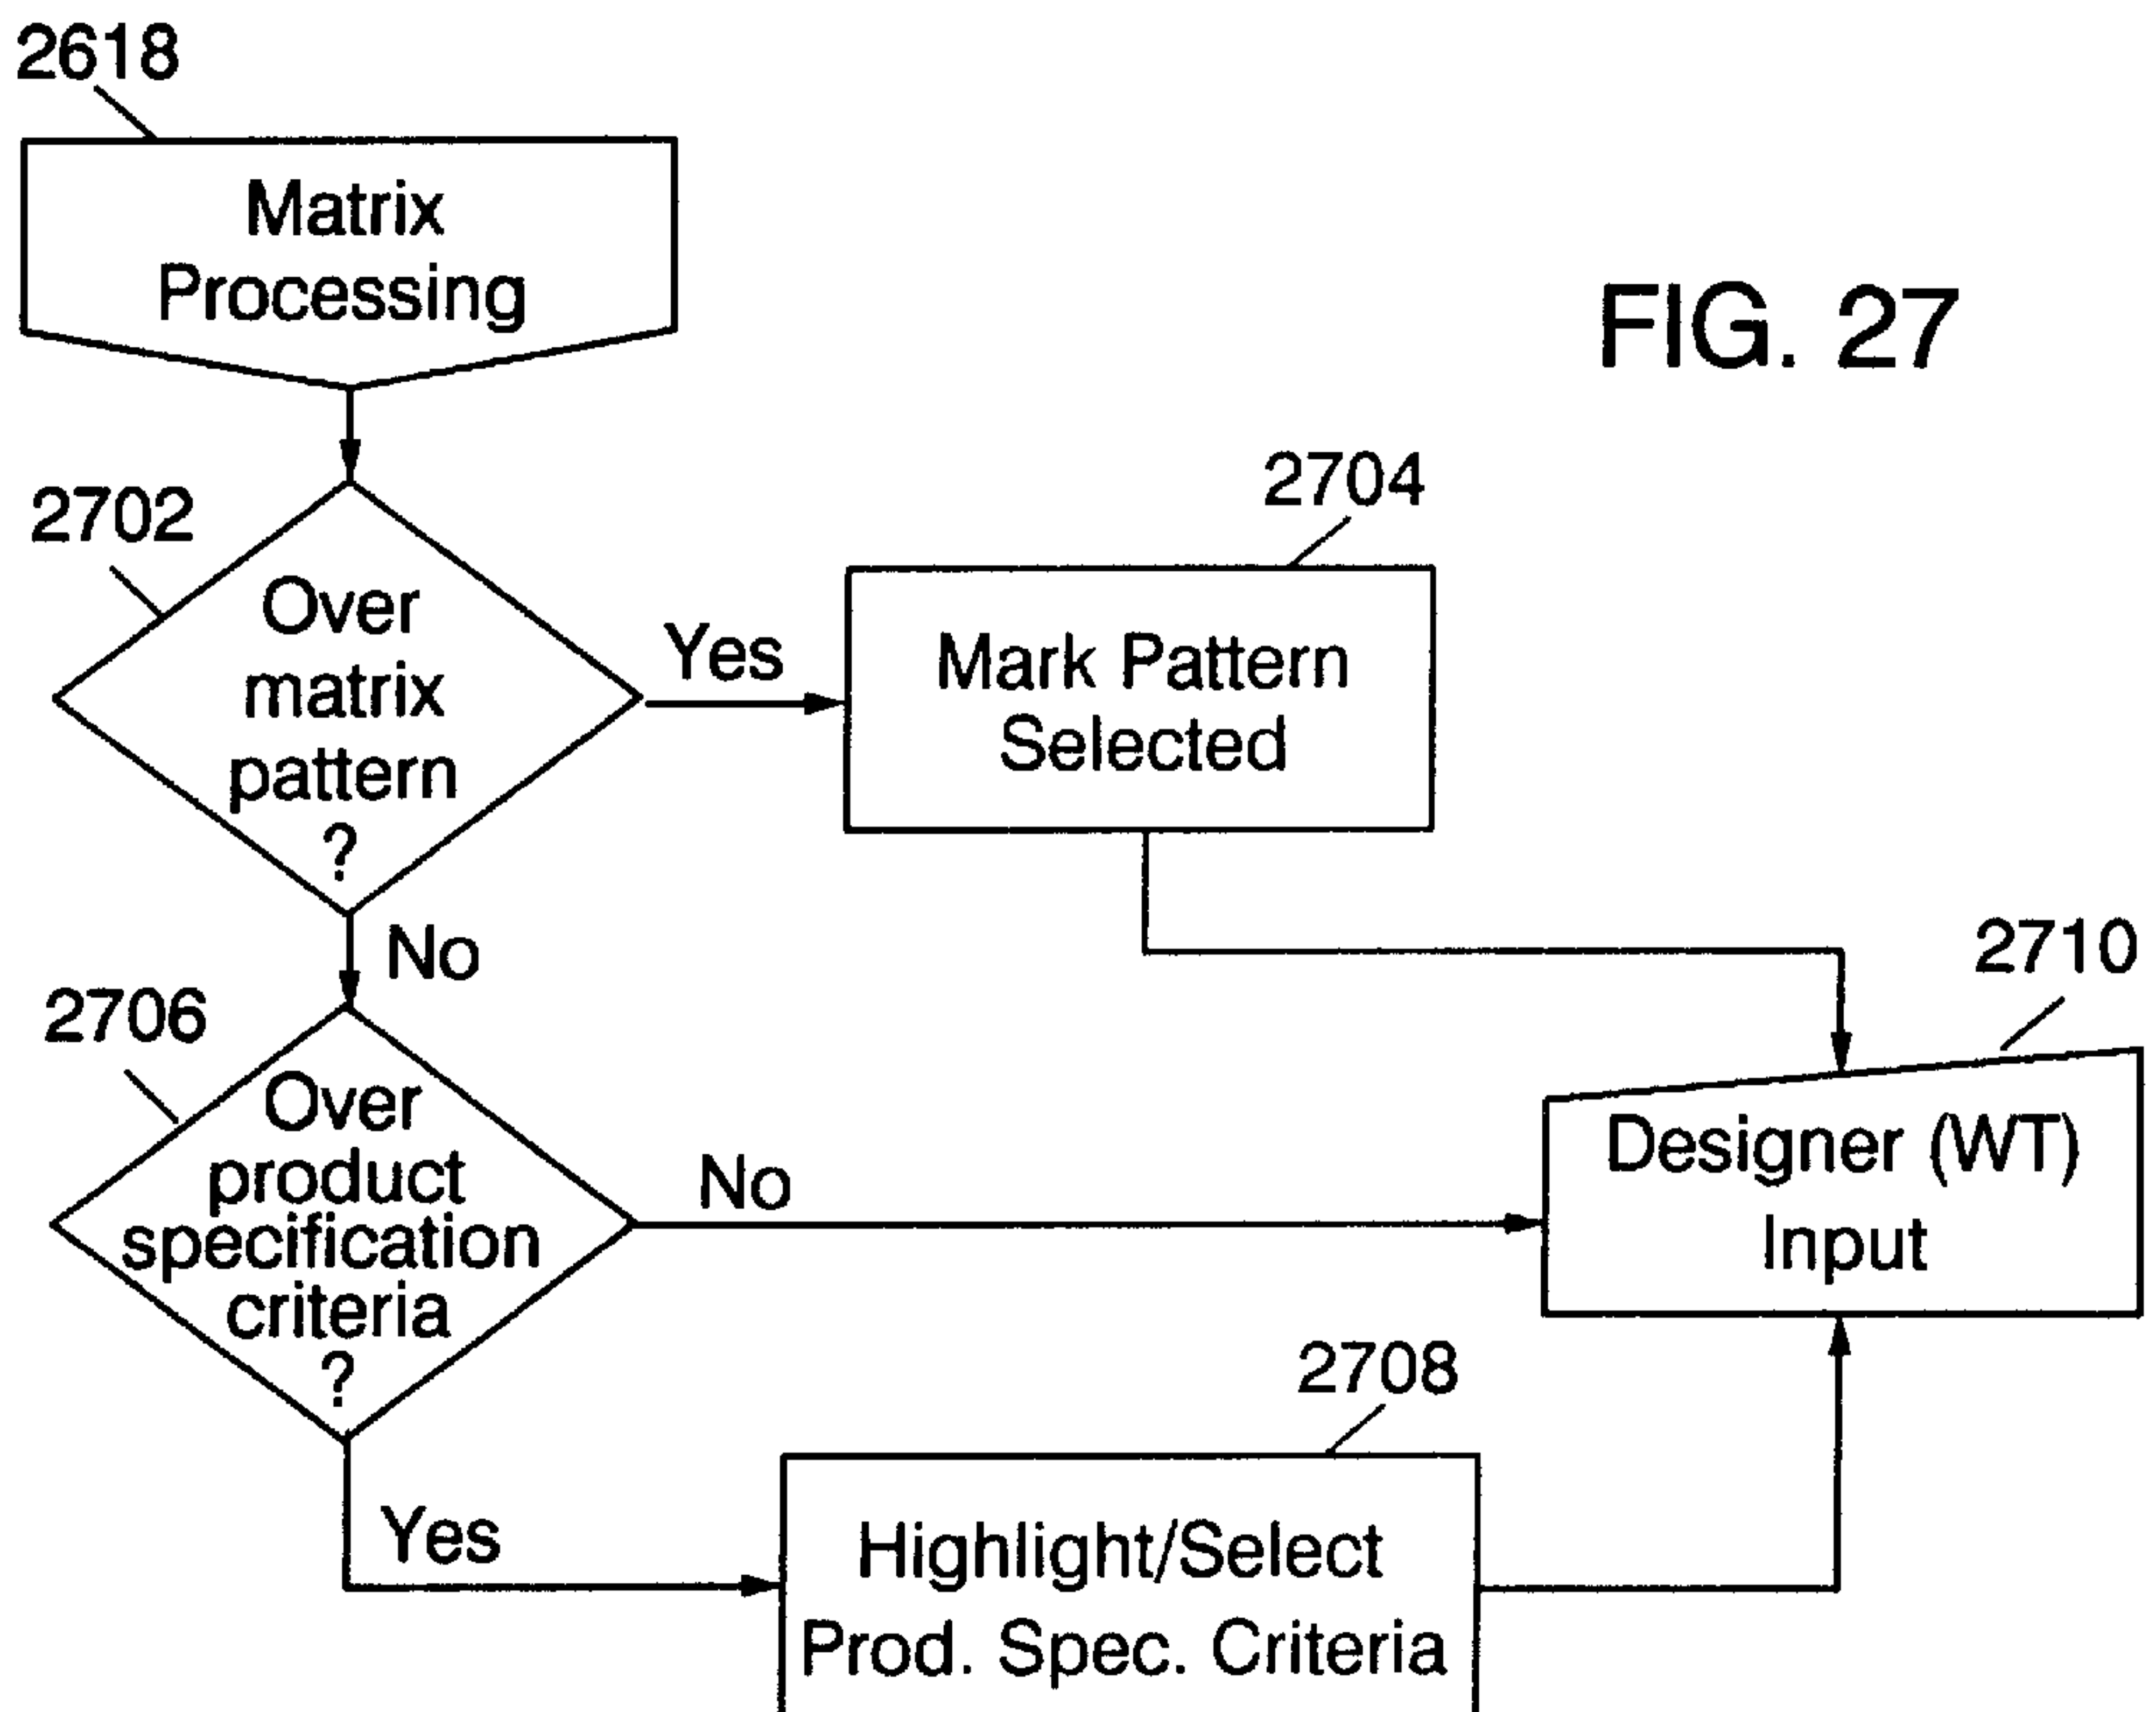 2618
Matrix
Processing
FIG. 27
2702
Over
matrix
pattern
?
Yes
2704
Mark Pattern
Selected
No
2706
Over
product
specification
criteria
?
No
2710
Designer (WT)
Input
Yes
2708
Highlight/Select
Prod. Spec. Criteria